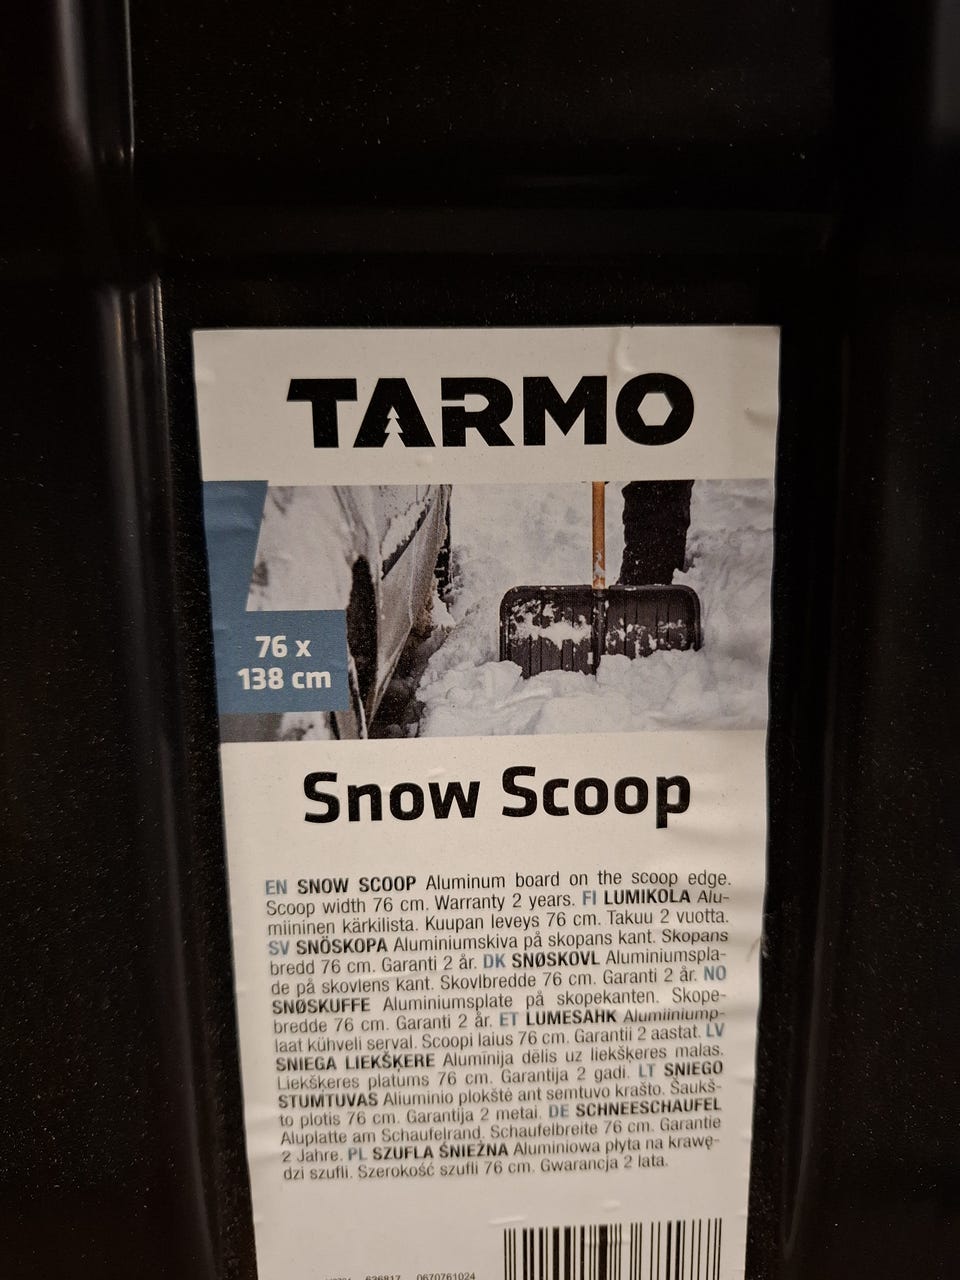 TARMO
76 x
138 cm
Snow Scoop
EN SNOW SCOOP Aluminum board on the scoop edge.
Scoop width 76 cm. Warranty 2 years. FI LUMIKOLA Alu-
miininen kärkilista. Kuupan leveys 76 cm. Takuu 2 vuotta.
SV SNÖSKOPA Aluminiumskiva på skopans kant. Skopans
bredd 76 cm. Garanti 2 år. DK SNØSKOVL Aluminiumspla-
de på skovlens kant. Skovlbredde 76 cm. Garanti 2 år. NO
SNØSKUFFE Aluminiumsplate på skopekanten. Skope-
bredde 76 cm. Garanti 2 år. ET LUMESAHK Alumiiniump-
laat kühveli serval. Scoopi laius 76 cm. Garantii 2 aastat. LV
SNIEGA LIEKŠĶERE Alumīnija dēlis uz liekšķeres malas.
Liekšķeres platums 76 cm. Garantija 2 gadi. LT SNIEGO
STUMTUVAS Aliuminio plokštė ant semtuvo krašto. Šaukš-
to plotis 76 cm. Garantija 2 metai. DE SCHNEESCHAUFEL
Aluplatte am Schaufelrand. Schaufelbreite 76 cm. Garantie
2 Jahre. PL SZUFLA ŚNIEŻNA Aluminiowa płyta na krawę-
dzi szufli. Szerokość szufli 76 cm. Gwarancja 2 lata.
636817 0670761024